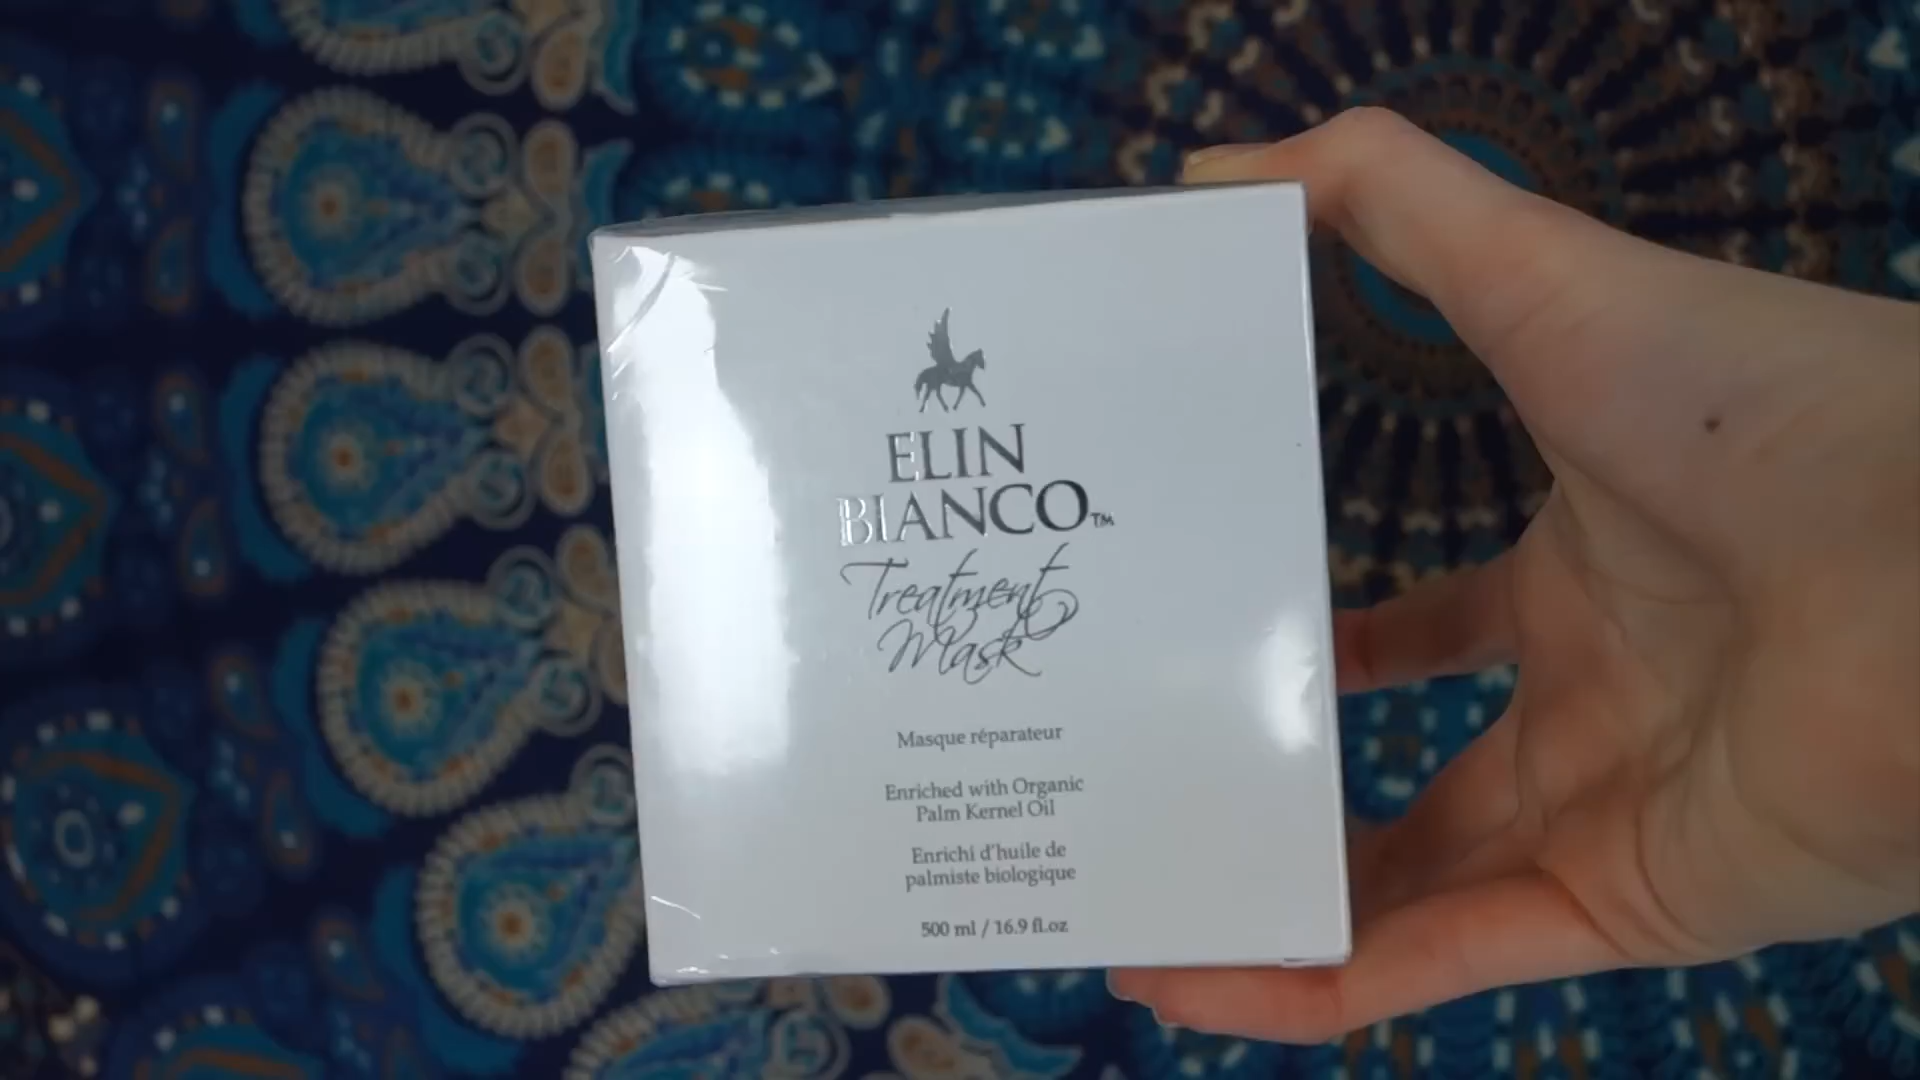 ELIN
BIANCO™
Treatment
Mask
Masque réparateur
Enriched with Organic
Palm Kernel Oil
Enrichi d'huile de
palmiste biologique
500 ml / 16.9 fl.oz